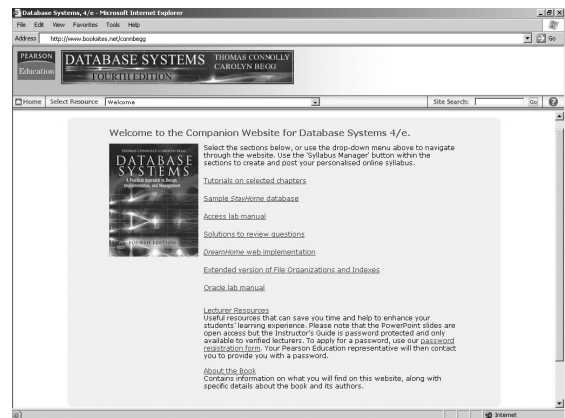 Database Systems, 4/e - Microsoft Internet Explorer
File Edit View Favorites Tools Help
Address http://www.booksites.net/connbegg Go
PEARSON
Education
DATABASE SYSTEMS
FOURTH EDITION
THOMAS CONNOLLY
CAROLYN BEGG
Home Select Resource Welcome Site Search: Go
Welcome to the Companion Website for Database Systems 4/e.
THOMAS CONNOLLY • CAROLYN BEGG
DATABASE
SYSTEMS
A Practical Approach to Design,
Implementation, and Management
FOURTH EDITION
Select the sections below, or use the drop-down menu above to navigate
through the website. Use the 'Syllabus Manager' button within the
sections to create and post your personalised online syllabus.
Tutorials on selected chapters
Sample StayHome database
Access lab manual
Solutions to review questions
DreamHome web implementation
Extended version of File Organizations and Indexes
Oracle lab manual
Lecturer Resources
Useful resources that can save you time and help to enhance your
students' learning experience. Please note that the PowerPoint slides are
open access but the Instructor's Guide is password protected and only
available to verified lecturers. To apply for a password, use our password
registration form. Your Pearson Education representative will then contact
you to provide you with a password.
About the Book
Contains information on what you will find on this website, along with
specific details about the book and its authors.
Internet